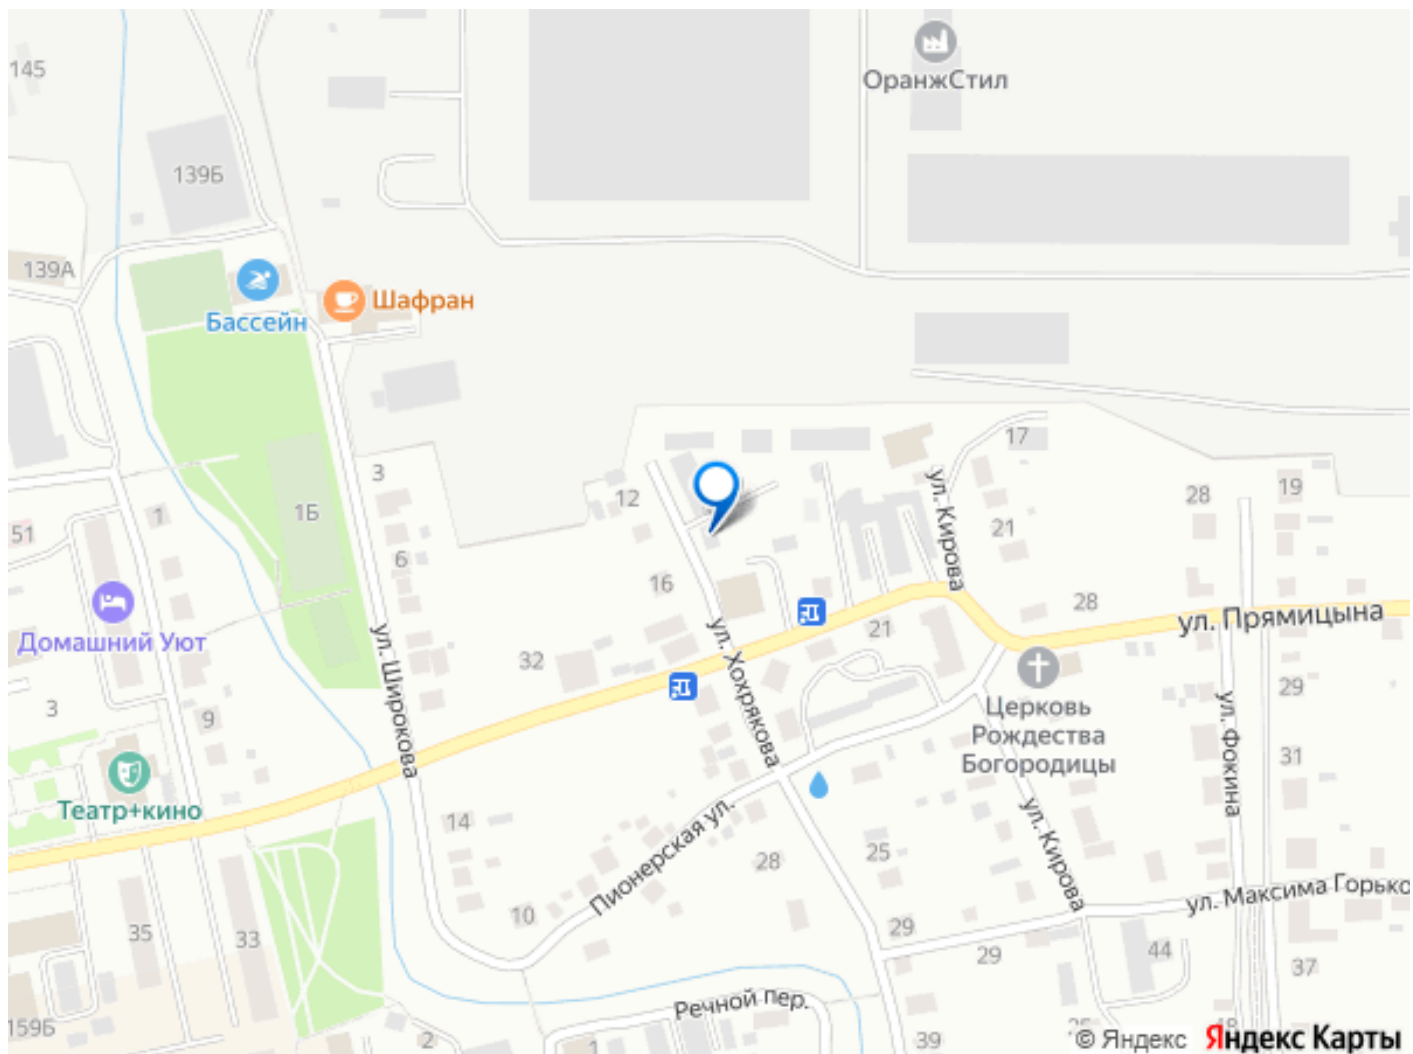 145
ОранжСтил
139Б
139А
Шафран
Бассейн
17
3
12
28
19
ул. Кирова
1Б
1
51
21
6
16
28
ул. Прямицына
Домашний Уют
ул. Широкова
32
21
ул. Хохрякова
Церковь
Рождества
Богородицы
3
9
29
ул. Фокина
31
Театр+кино
14
Пионерская ул.
28
25
ул. Кирова
ул. Максима Горько
10
35
33
29
29
44
37
Речной пер.
159Б
2
1
39
© Яндекс
Яндекс Карты